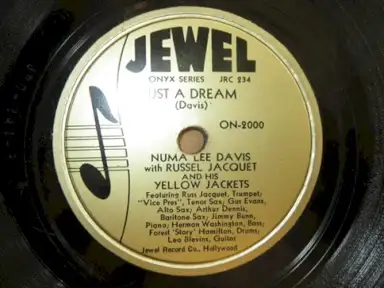 JEWEL
ONYX SERIES JRC 234
UST A DREAM
(Davis)
ON-2000
NUMA LEE DAVIS
with RUSSEL JACQUET
AND HIS
YELLOW JACKETS
Featuring Russ Jacquet, Trumpet;
"Vice Pres", Tenor Sax; Gus Evans,
Alto Sax; Arthur Dennis,
Baritone Sax; Jimmy Bunn,
Piano; Herman Washington, Bass;
Forest 'Story' Hamilton, Drums;
Leo Blevins, Guitar
Jewel Record Co., Hollywood